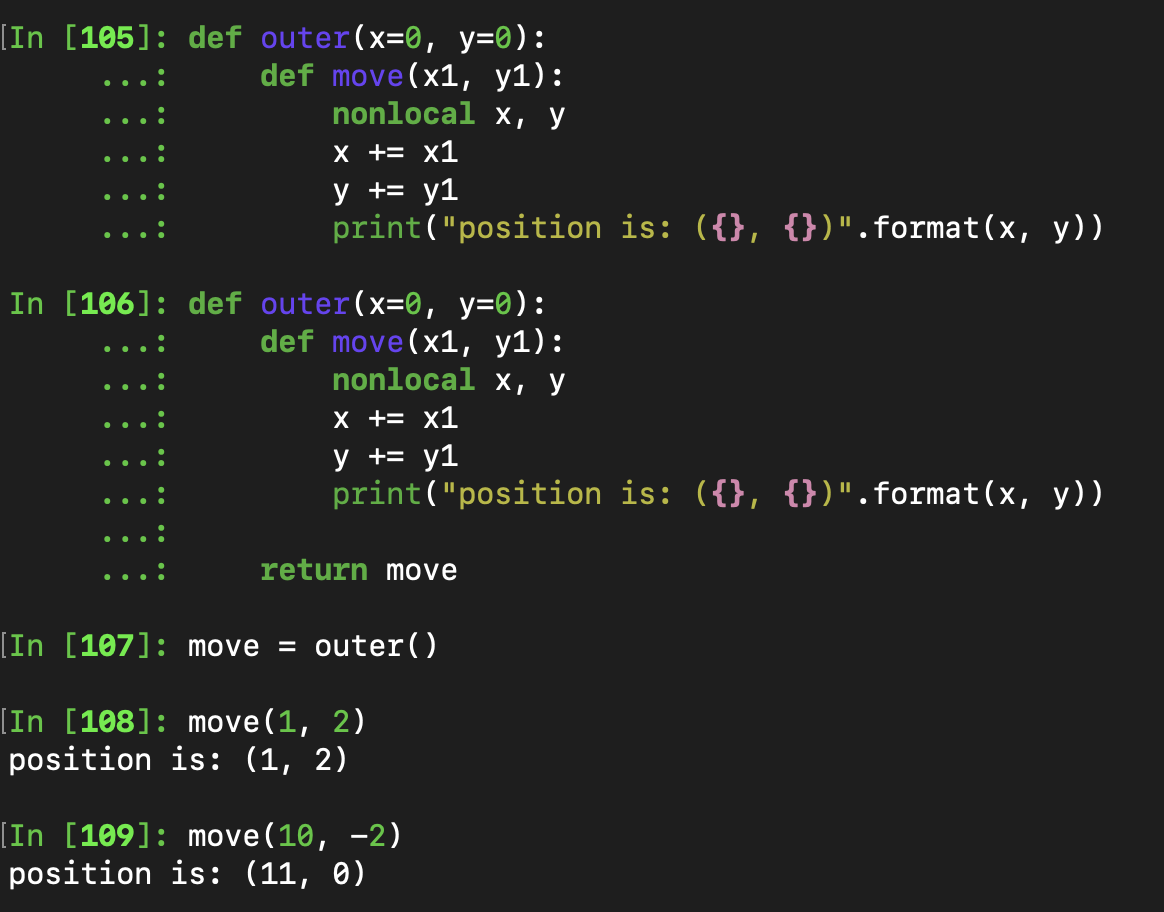 [In [105]: def outer(x=0, y=0):
...:     def move(x1, y1):
...:         nonlocal x, y
...:         x += x1
...:         y += y1
...:         print("position is: ({}, {})".format(x, y))
In [106]: def outer(x=0, y=0):
...:     def move(x1, y1):
...:         nonlocal x, y
...:         x += x1
...:         y += y1
...:         print("position is: ({}, {})".format(x, y))
...:
...:     return move
[In [107]: move = outer()
[In [108]: move(1, 2)
position is: (1, 2)
[In [109]: move(10, -2)
position is: (11, 0)